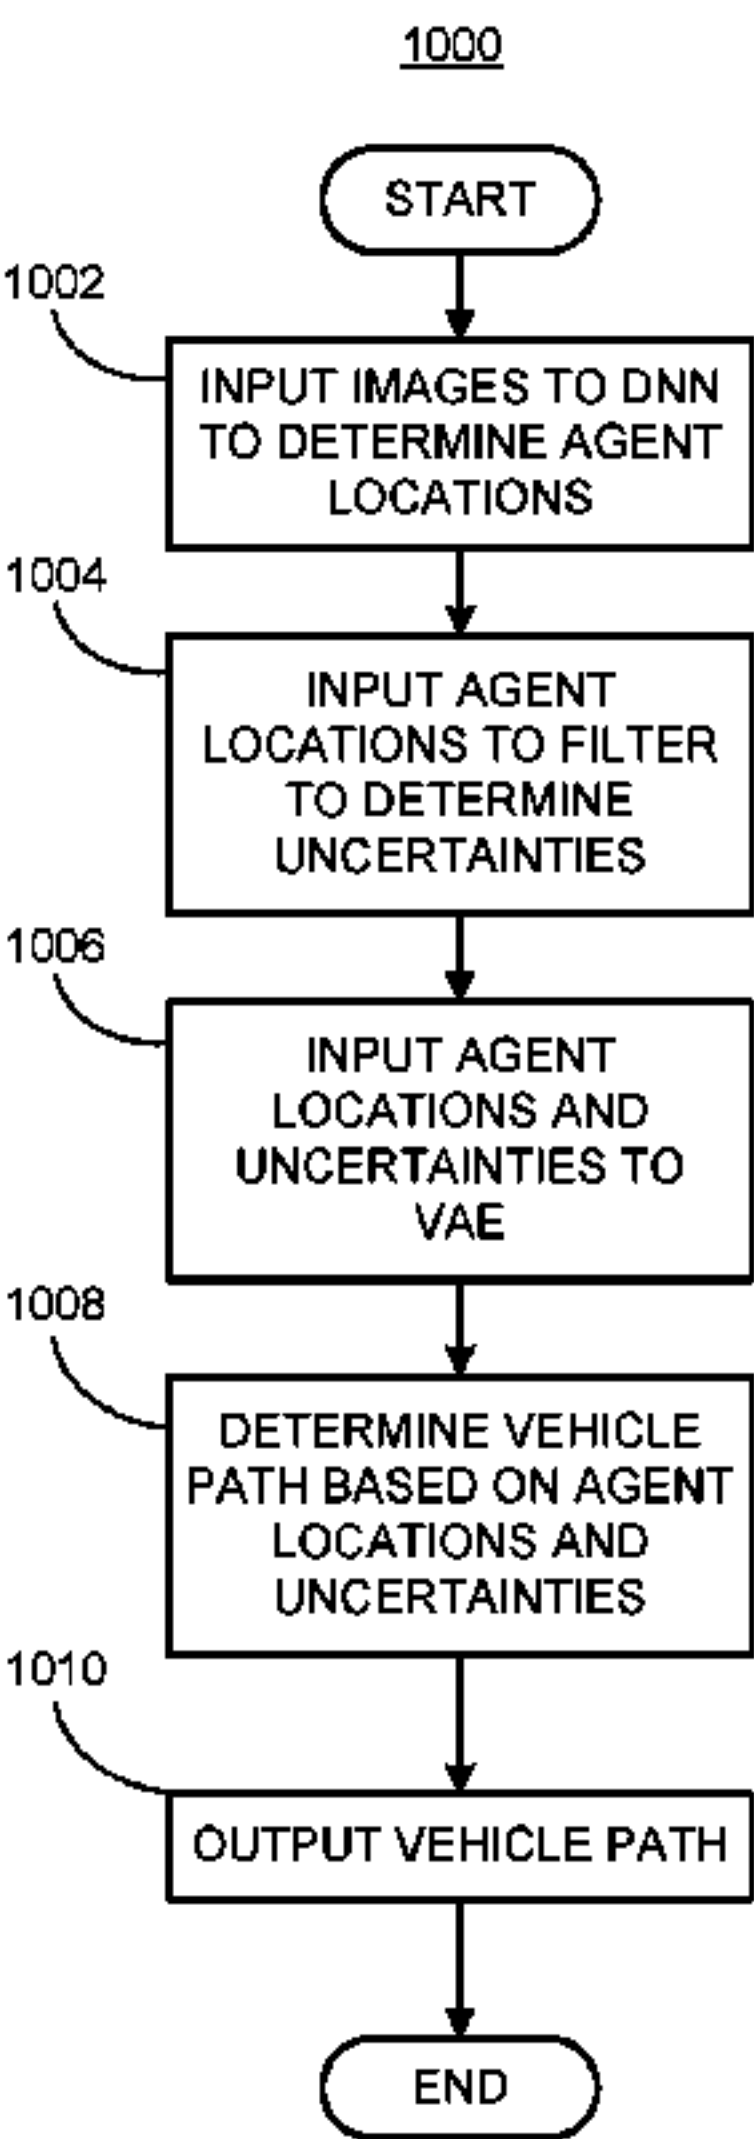 1000
START
1002
INPUT IMAGES TO DNN
TO DETERMINE AGENT
LOCATIONS
1004
INPUT AGENT
LOCATIONS TO FILTER
TO DETERMINE
UNCERTAINTIES
1006
INPUT AGENT
LOCATIONS AND
UNCERTAINTIES TO
VAE
1008
DETERMINE VEHICLE
PATH BASED ON AGENT
LOCATIONS AND
UNCERTAINTIES
1010
OUTPUT VEHICLE PATH
END